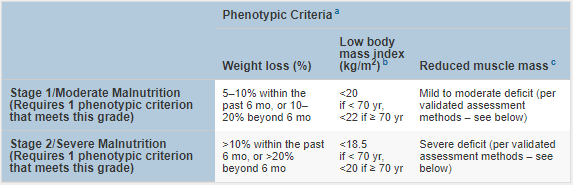 Phenotypic Criteria a
Weight loss (%)
Low body
mass index
(kg/m2) b
Reduced muscle mass c
Stage 1/Moderate Malnutrition
(Requires 1 phenotypic criterion
that meets this grade)
5–10% within the
past 6 mo, or 10–
20% beyond 6 mo
<20
if < 70 yr,
<22 if ≥ 70 yr
Mild to moderate deficit (per
validated assessment
methods – see below)
Stage 2/Severe Malnutrition
(Requires 1 phenotypic criterion
that meets this grade)
>10% within the past
6 mo, or >20%
beyond 6 mo
<18.5
if < 70 yr,
<20 if ≥ 70 yr
Severe deficit (per validated
assessment methods – see
below)